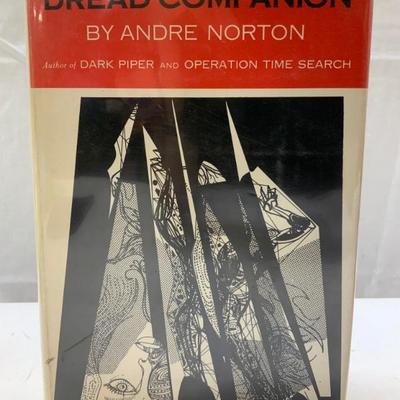 DREAD COMPANION
BY ANDRE NORTON
Author of DARK PIPER AND OPERATION TIME SEARCH